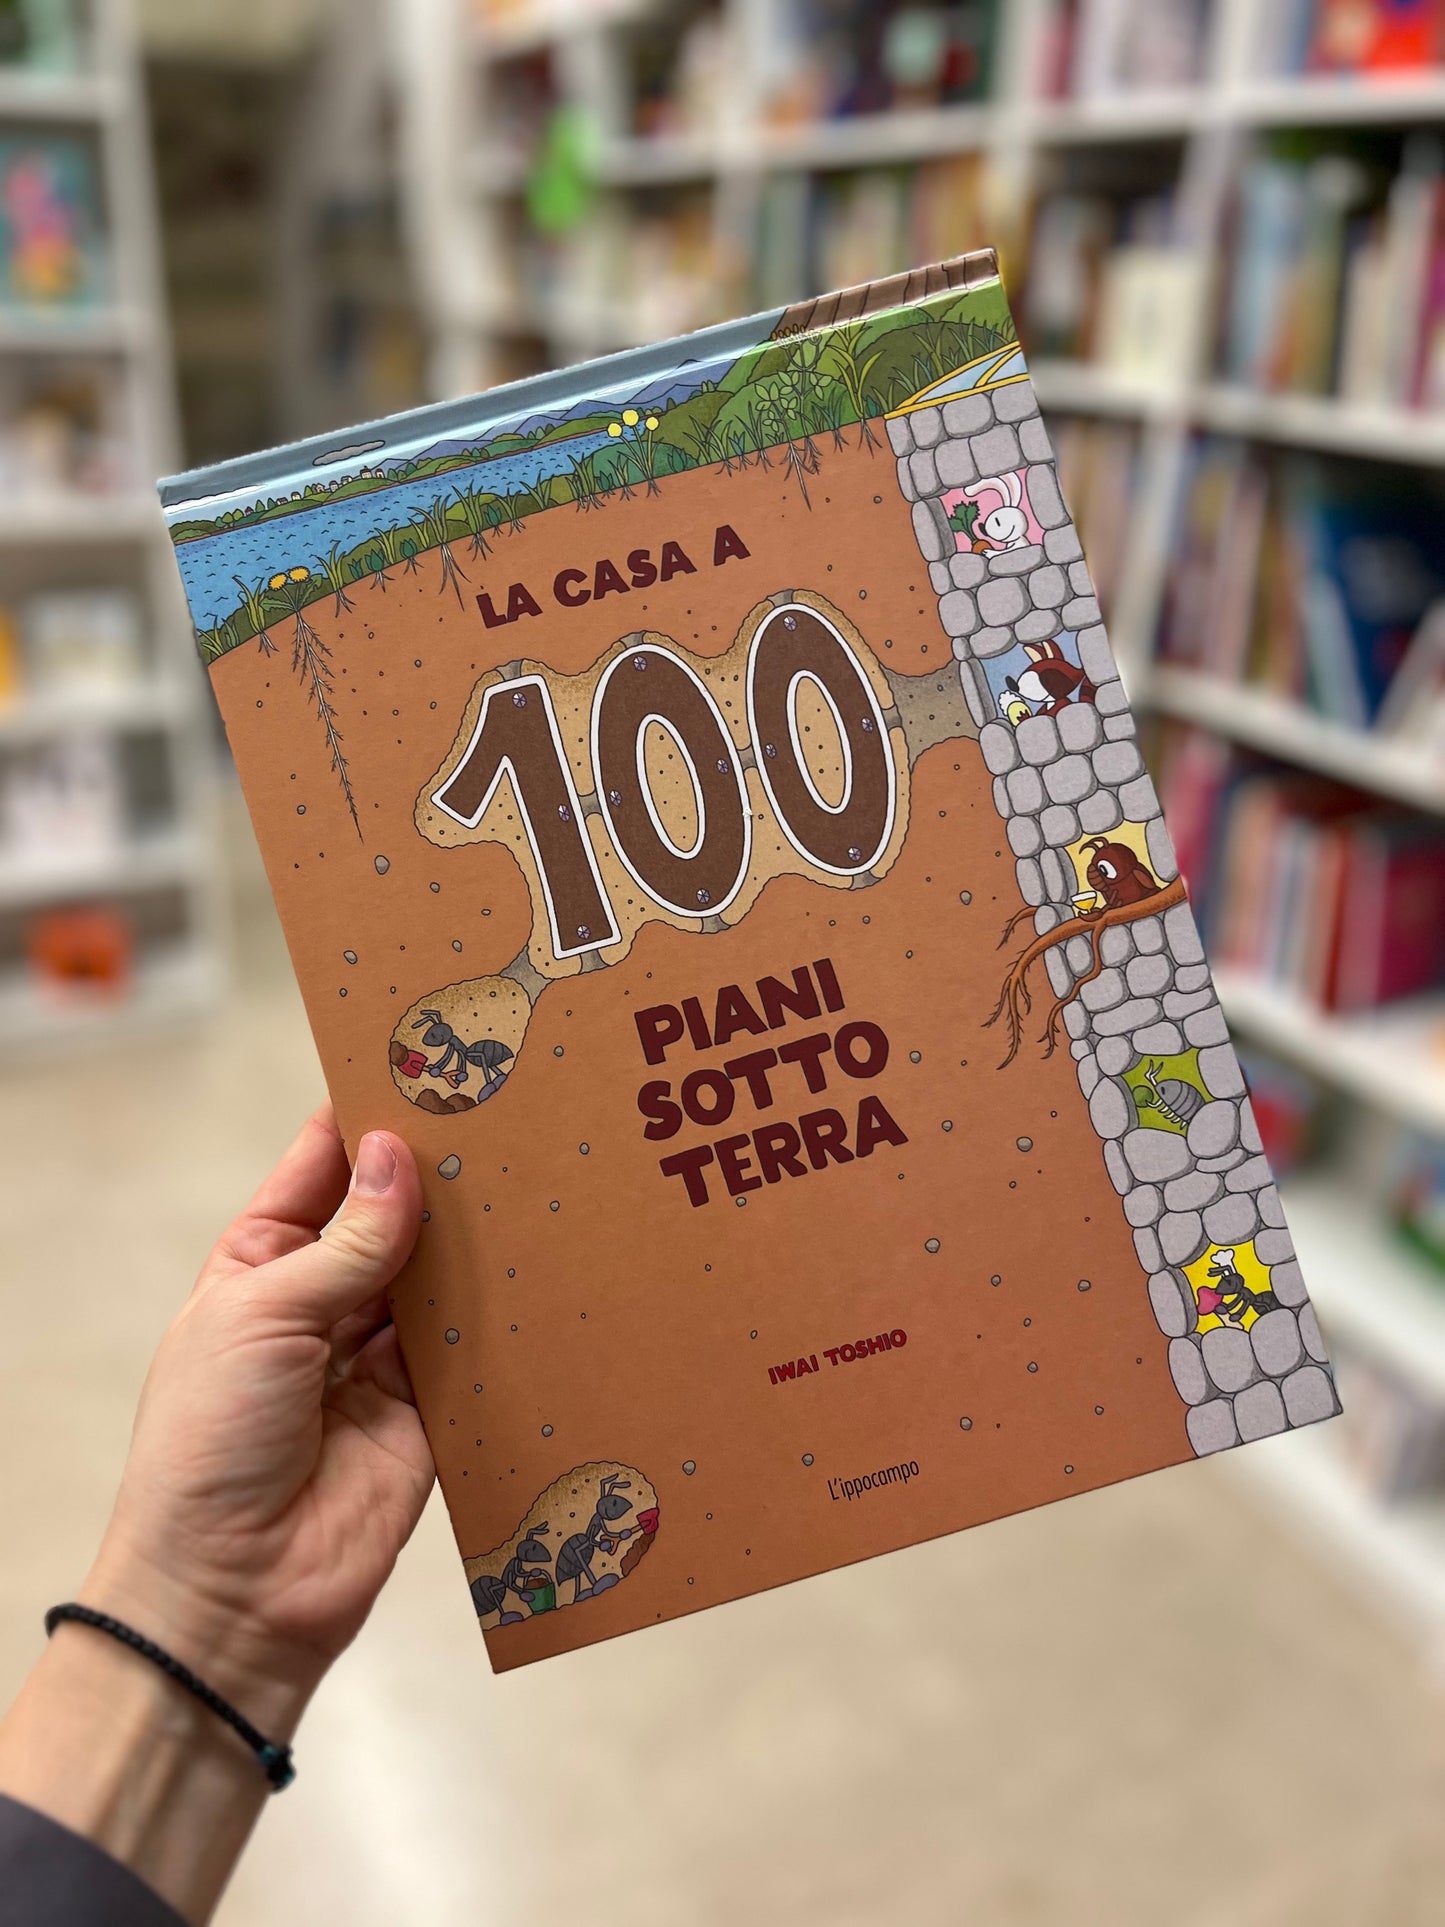 LA CASA A
100
PIANI
SOTTO
TERRA
IWAI TOSHIO
L'ippocampo